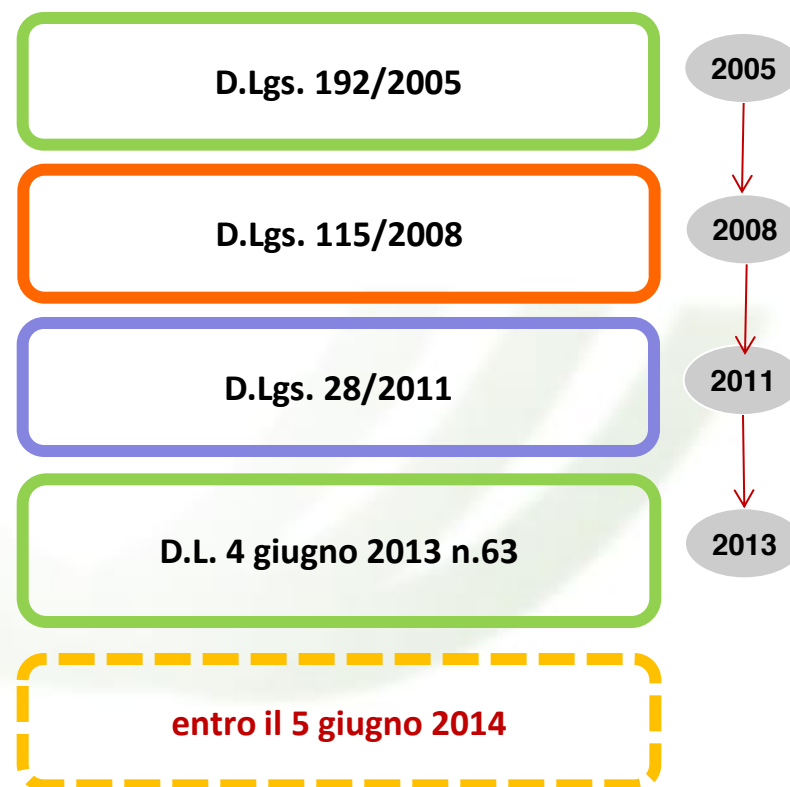 D.Lgs. 192/2005
2005
D.Lgs. 115/2008
2008
D.Lgs. 28/2011
2011
D.L. 4 giugno 2013 n.63
2013
entro il 5 giugno 2014